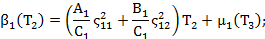 β₁(T₂) = (A₁/C₁ ς₁₁² + B₁/C₁ ς₁₂²) T₂ + μ₁(T₃);